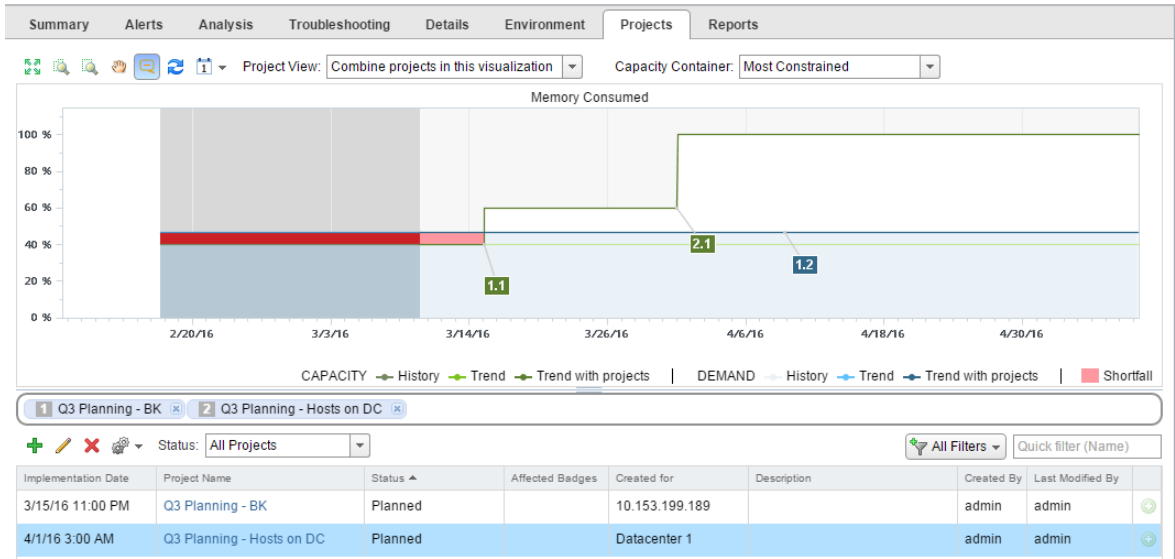 Summary Alerts Analysis Troubleshooting Details Environment Projects Reports
1 Project View: Combine projects in this visualization Capacity Container: Most Constrained
Memory Consumed
100 %
80 %
60 %
40 %
20 %
0 %
2.1
1.2
1.1
2/20/16 3/3/16 3/14/16 3/26/16 4/6/16 4/18/16 4/30/16
CAPACITY History Trend Trend with projects | DEMAND History Trend Trend with projects | Shortfall
1 Q3 Planning - BK 2 Q3 Planning - Hosts on DC
Status: All Projects All Filters Quick filter (Name)
Implementation Date Project Name Status Affected Badges Created for Description Created By Last Modified By
3/15/16 11:00 PM Q3 Planning - BK Planned 10.153.199.189 admin admin
4/1/16 3:00 AM Q3 Planning - Hosts on DC Planned Datacenter 1 admin admin